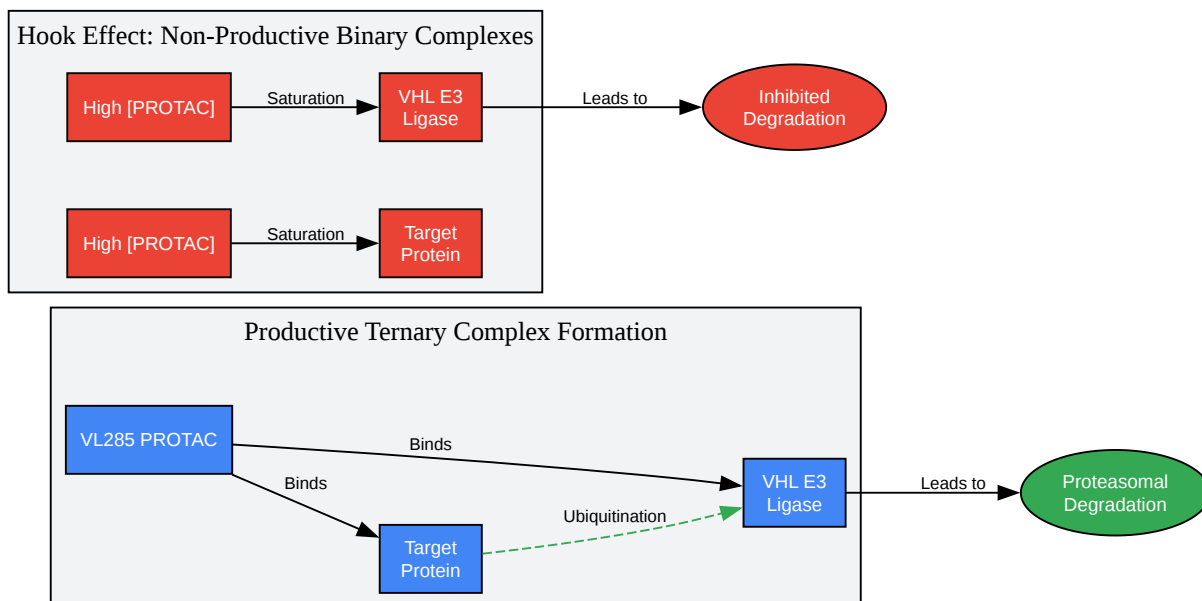 Hook Effect: Non-Productive Binary Complexes
High [PROTAC]
Saturation
VHL E3
Ligase
Leads to
Inhibited
Degradation
High [PROTAC]
Saturation
Target
Protein
Productive Ternary Complex Formation
VL285 PROTAC
Binds
Binds
Target
Protein
Ubiquitination
VHL E3
Ligase
Leads to
Proteasomal
Degradation